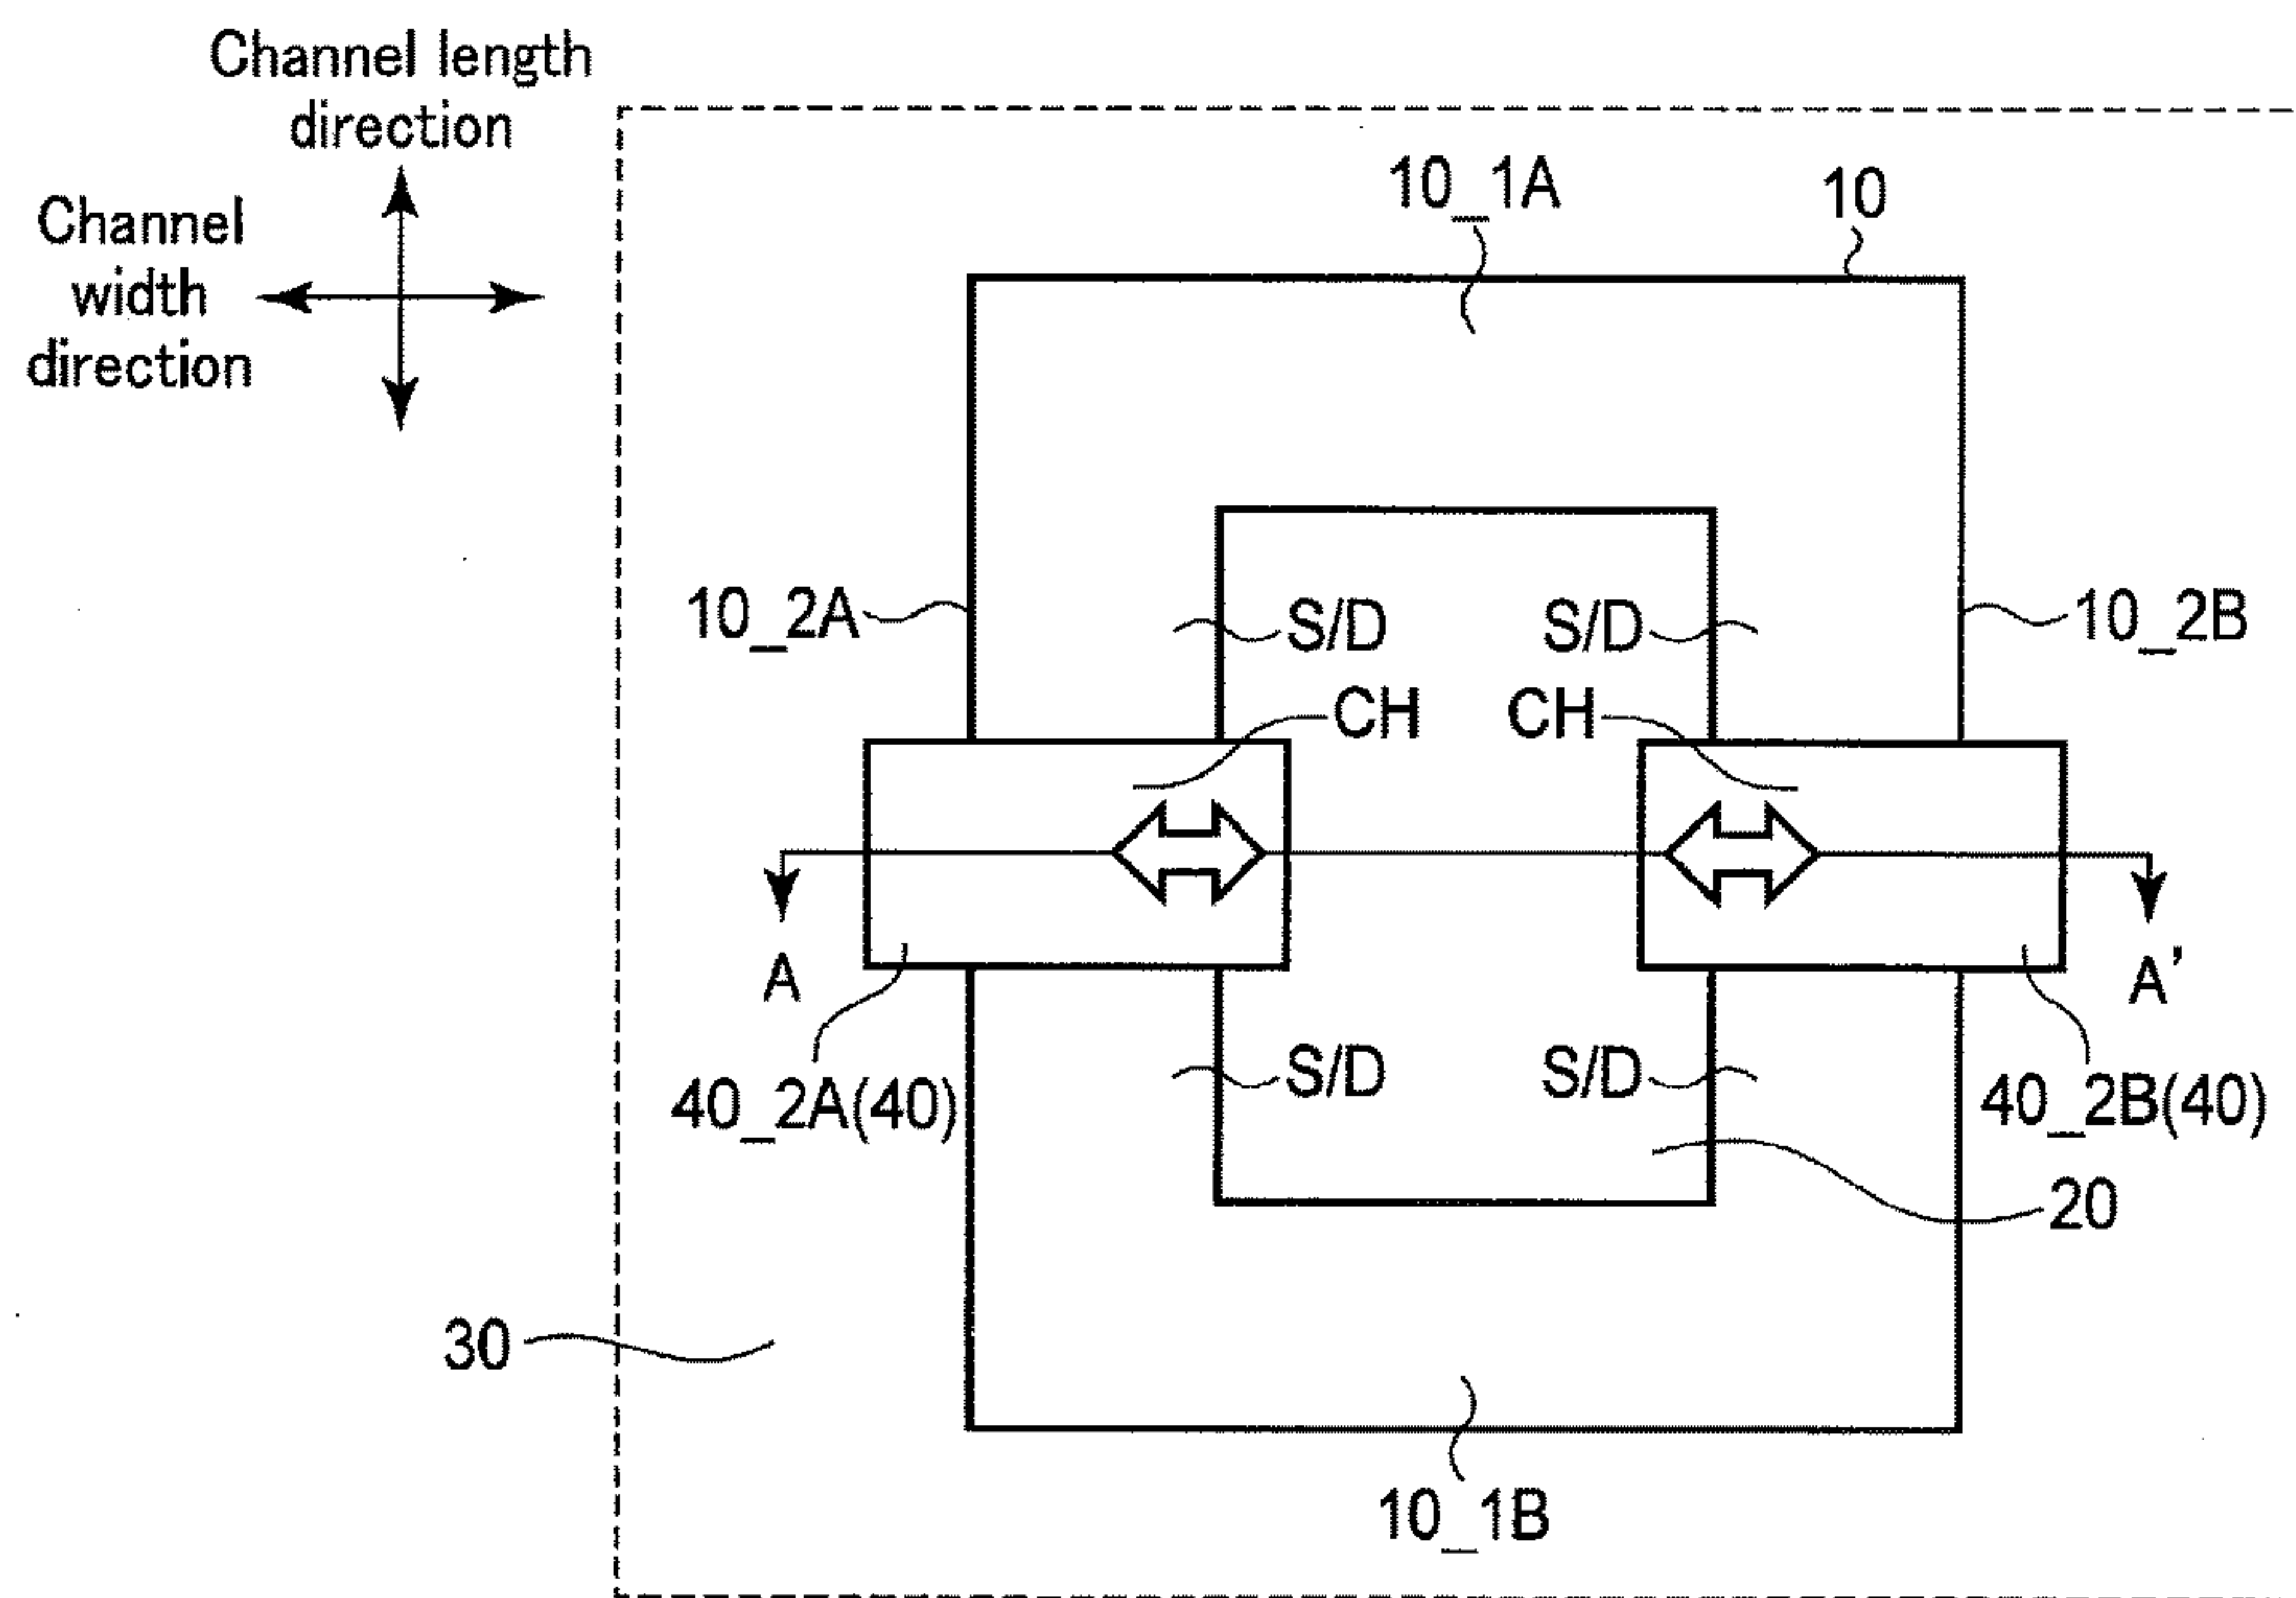 Channel length
direction
Channel
width
direction
10_1A
10
10_2A
S/D
S/D
10_2B
CH
CH
A
A'
40_2A(40)
S/D
S/D
40_2B(40)
20
30
10_1B